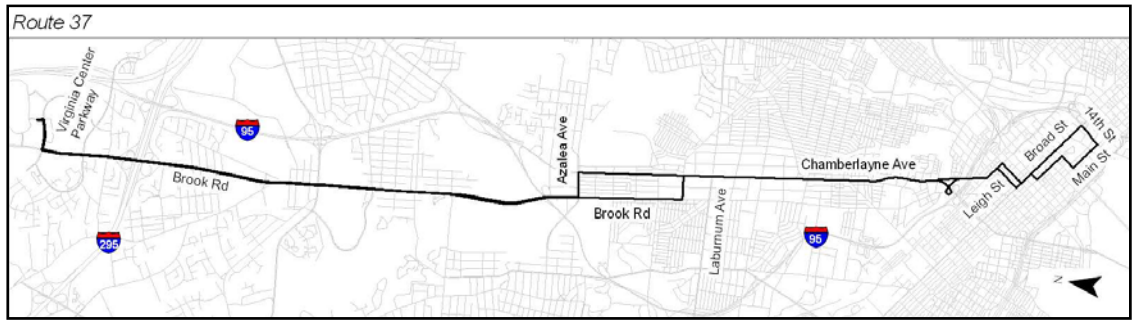 Route 37
Virginia Center
Parkway
95
Brook Rd
295
Azalea Ave
Brook Rd
Laburnum Ave
Chamberlayne Ave
95
Leigh St
Broad St
14th St
Main St
N